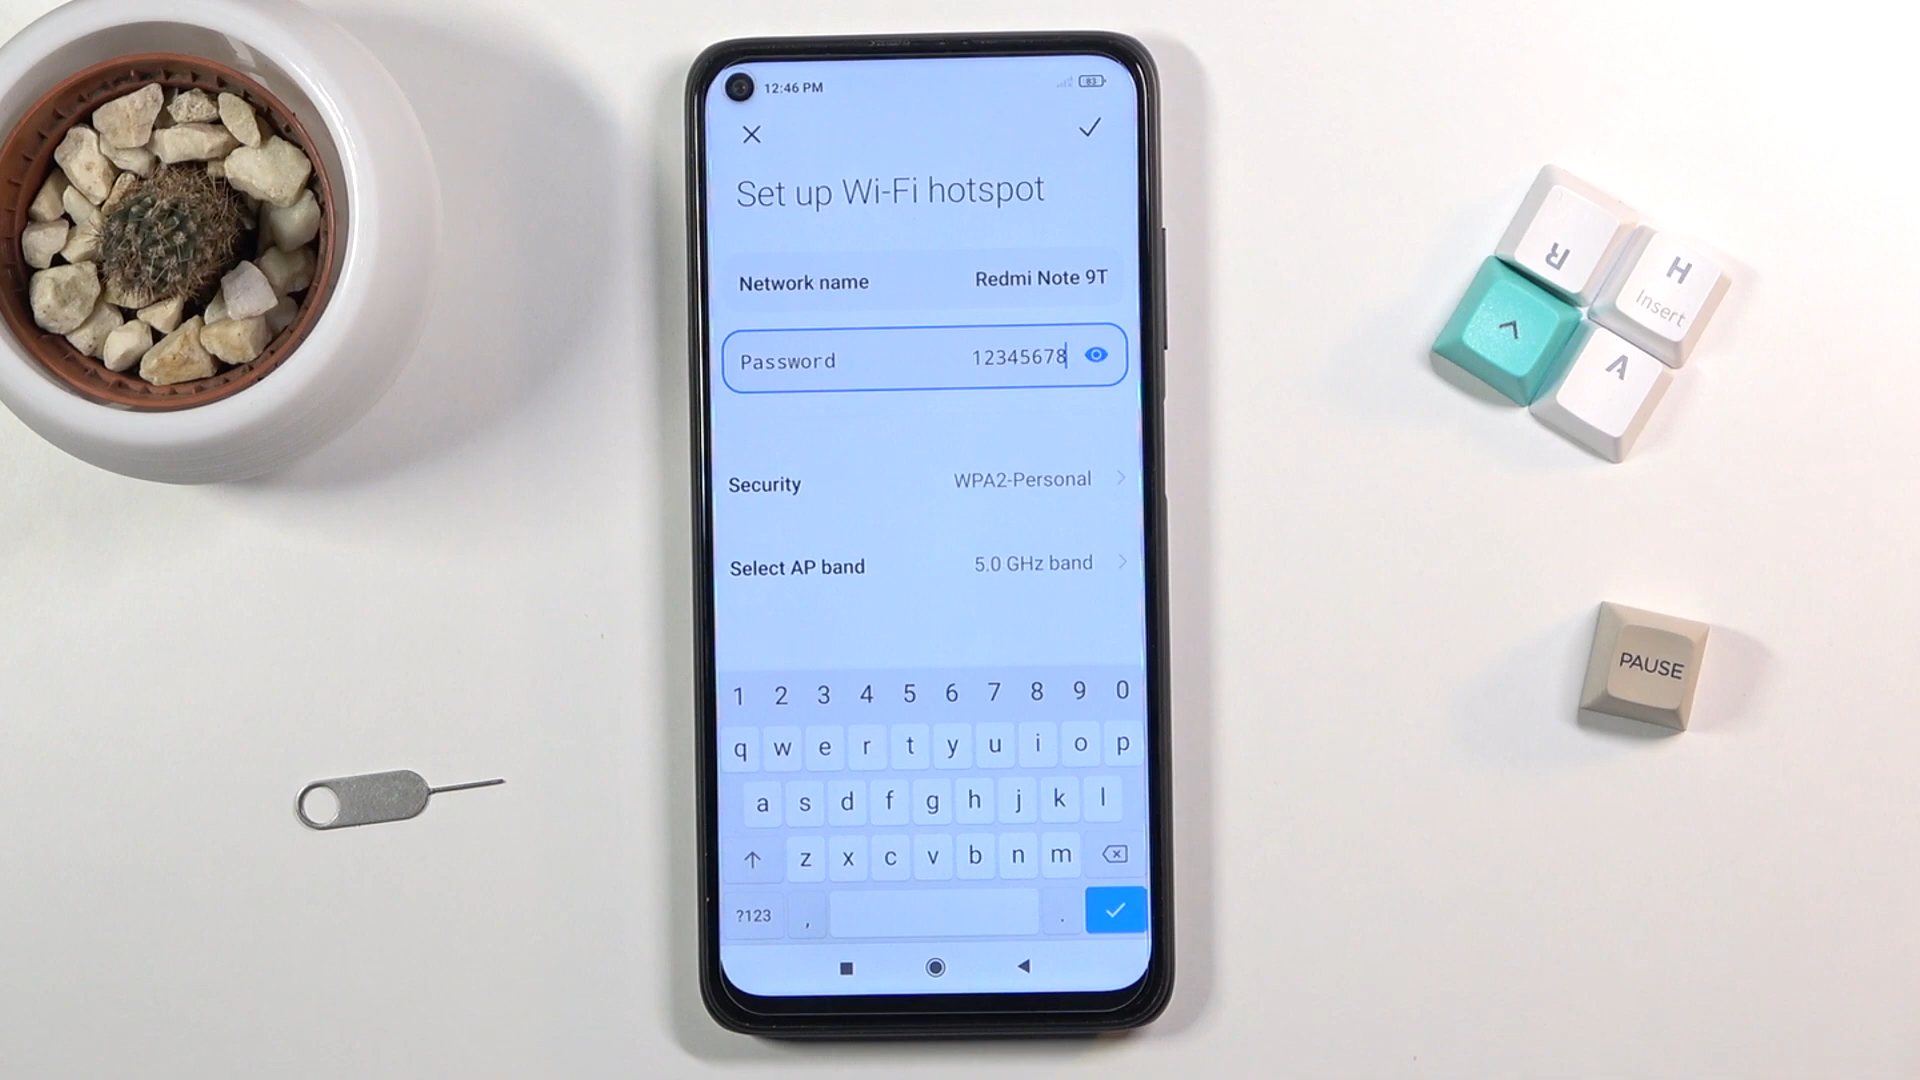 12:46 PM
83
Set up Wi-Fi hotspot
Network name Redmi Note 9T
Password 12345678
Security WPA2-Personal
Select AP band 5.0 GHz band
1 2 3 4 5 6 7 8 9 0
q w e r t y u i o p
a s d f g h j k l
z x c v b n m
?123 , .
R
H
Insert
A
PAUSE